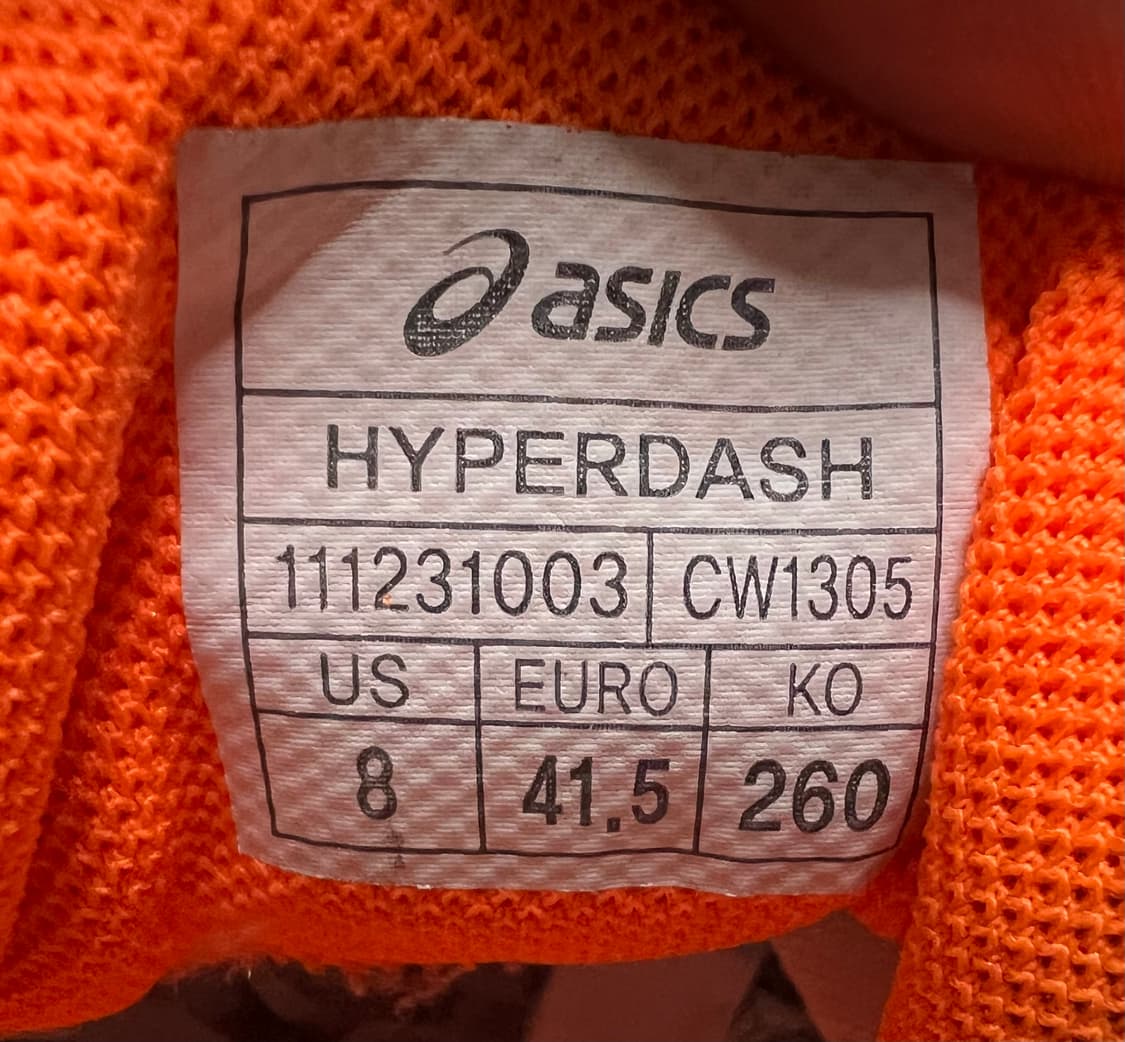 asics
HYPERDASH
111231003 CW1305
US EURO KO
8 41.5 260